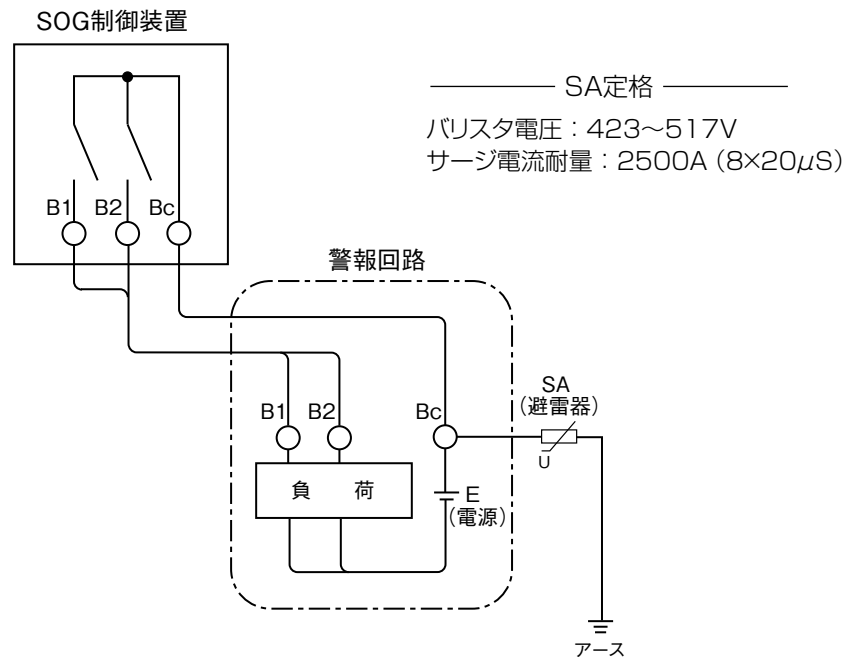 SOG制御装置
SA定格
バリスタ電圧：423〜517V
サージ電流耐量：2500A（8×20μS）
B1 B2 Bc
警報回路
B1 B2 Bc
SA
（避雷器）
U
負 荷
E
（電源）
アース